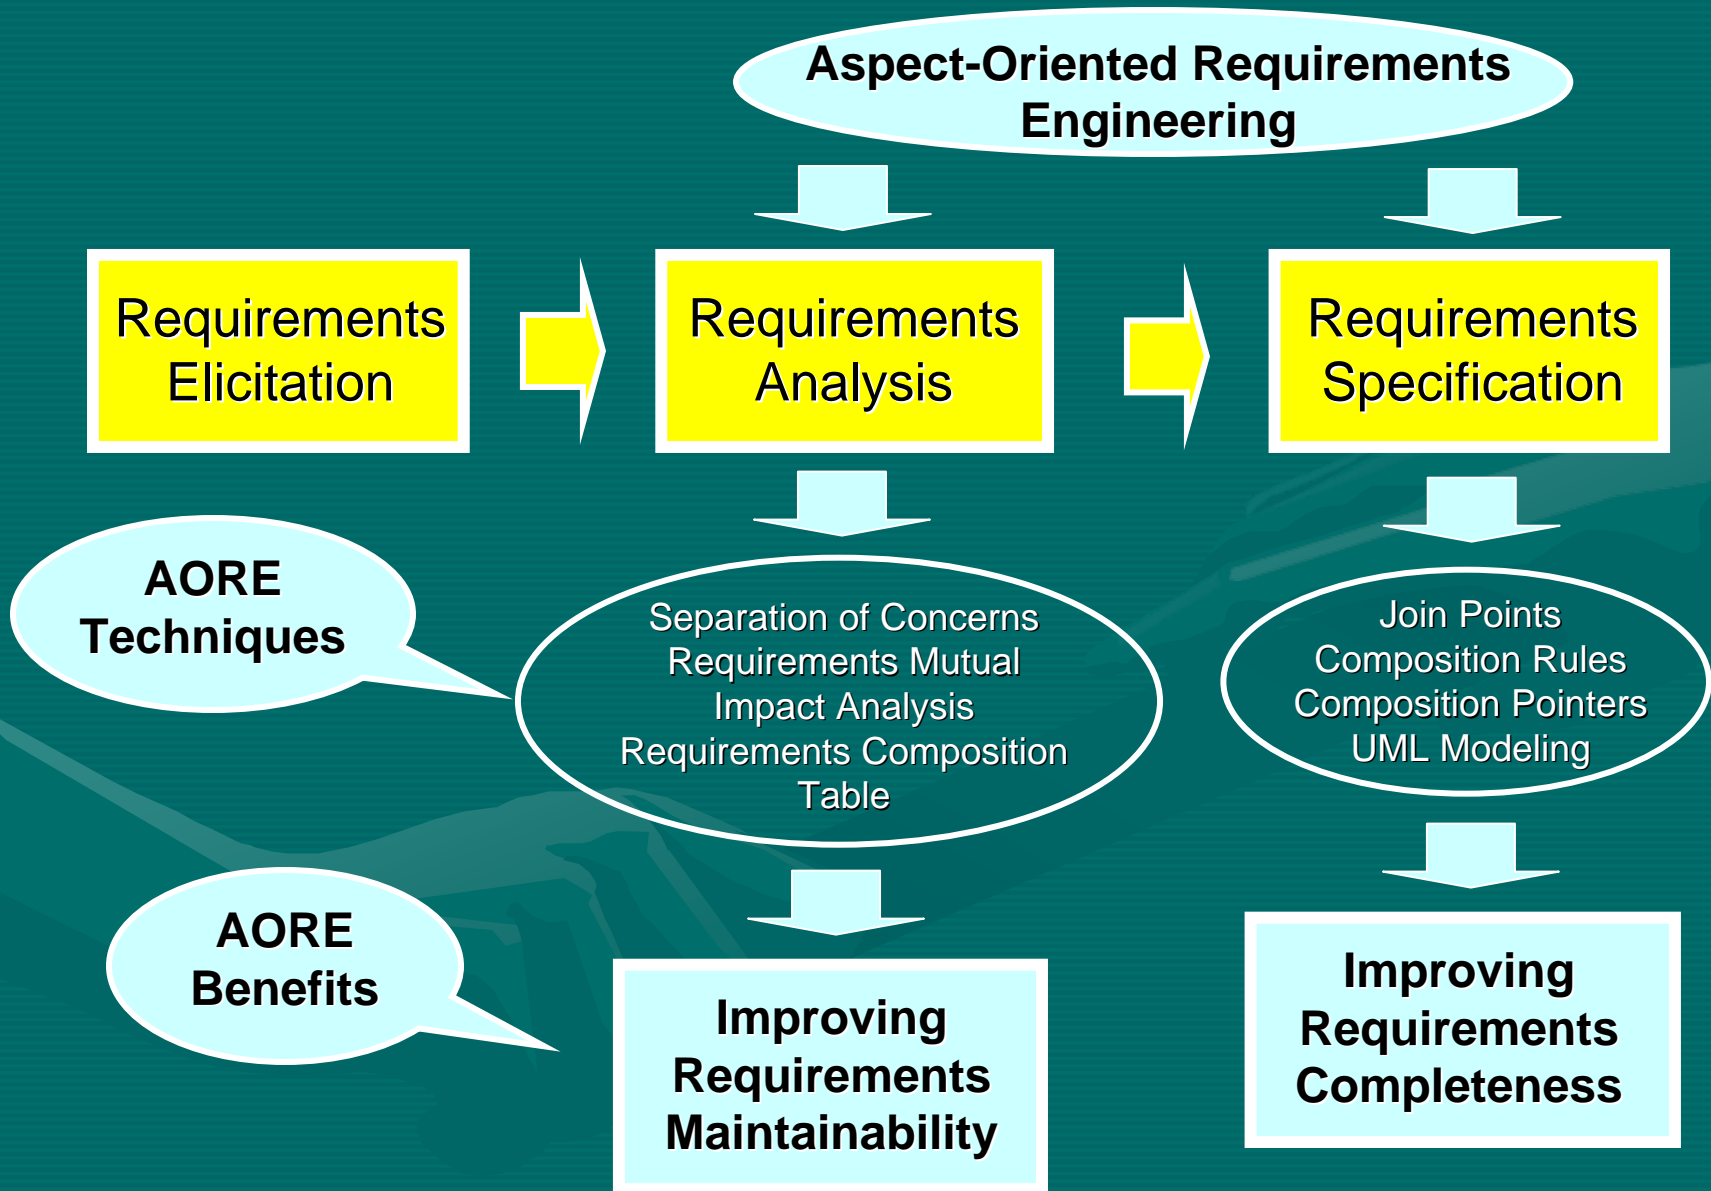 Aspect-Oriented Requirements
Engineering
Requirements
Elicitation
Requirements
Analysis
Requirements
Specification
AORE
Techniques
Separation of Concerns
Requirements Mutual
Impact Analysis
Requirements Composition
Table
Join Points
Composition Rules
Composition Pointers
UML Modeling
AORE
Benefits
Improving
Requirements
Maintainability
Improving
Requirements
Completeness